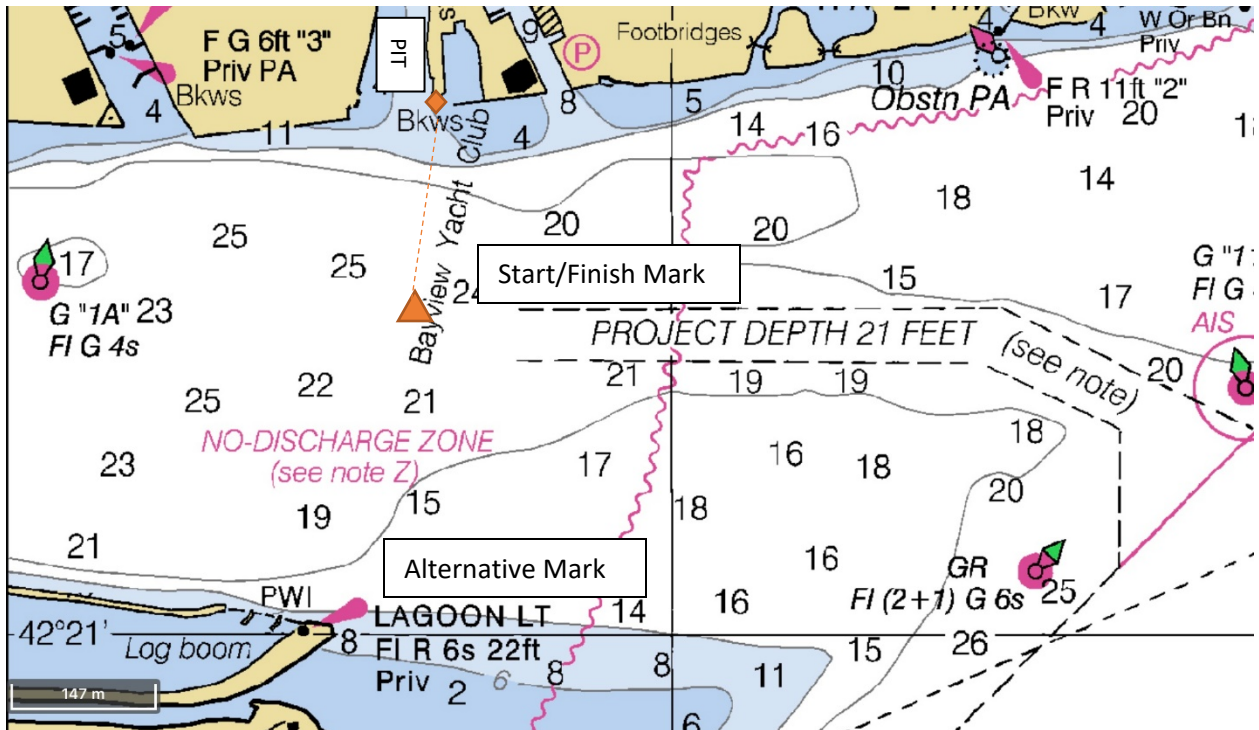 5
F G 6ft "3"
Priv PA
Bkws
4
11
PIT
s
Bkws
Bayview Yacht Club
4
9
P
8
Footbridges
5
14
16
10
Obstn PA
4
Bkw
4
W Or Bn
Priv
F R 11ft "2"
Priv
20
18
14
20
20
25
25
24
Start/Finish Mark
15
17
17
G "1A" 23
Fl G 4s
PROJECT DEPTH 21 FEET
(see note)
AIS
20
22
25
21
21
19
19
NO-DISCHARGE ZONE
(see note Z)
23
19
15
17
16
18
18
20
18
21
16
Alternative Mark
GR
Fl (2+1) G 6s
25
PWI
LAGOON LT
Fl R 6s 22ft
Priv
14
16
42°21'
Log boom
8
2
6
8
8
11
15
26
6
147 m